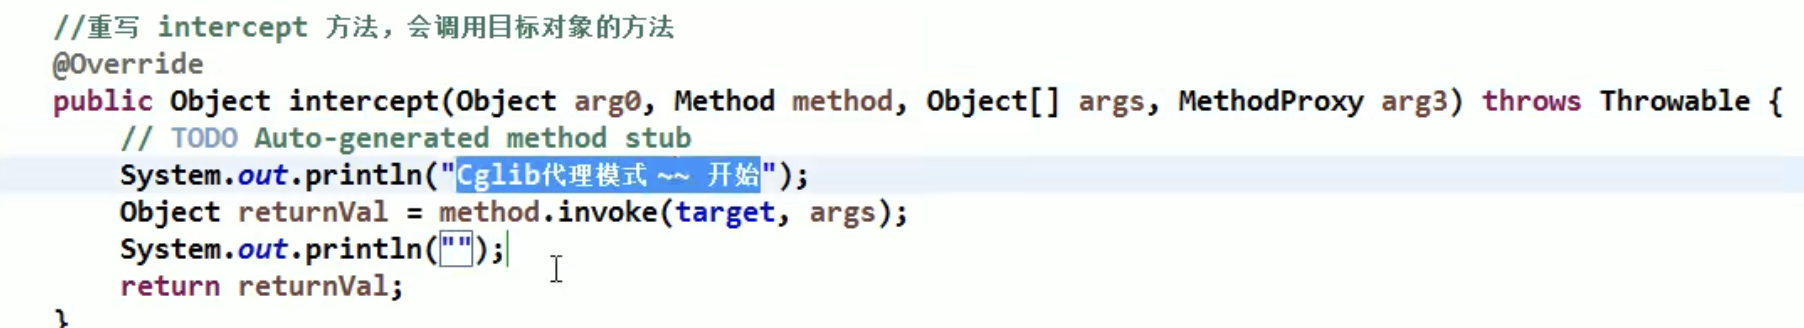 //重写 intercept 方法，会调用目标对象的方法
@Override
public Object intercept(Object arg0, Method method, Object[] args, MethodProxy arg3) throws Throwable {
// TODO Auto-generated method stub
System.out.println("Cglib代理模式 ~~ 开始");
Object returnVal = method.invoke(target, args);
System.out.println("");
return returnVal;
}